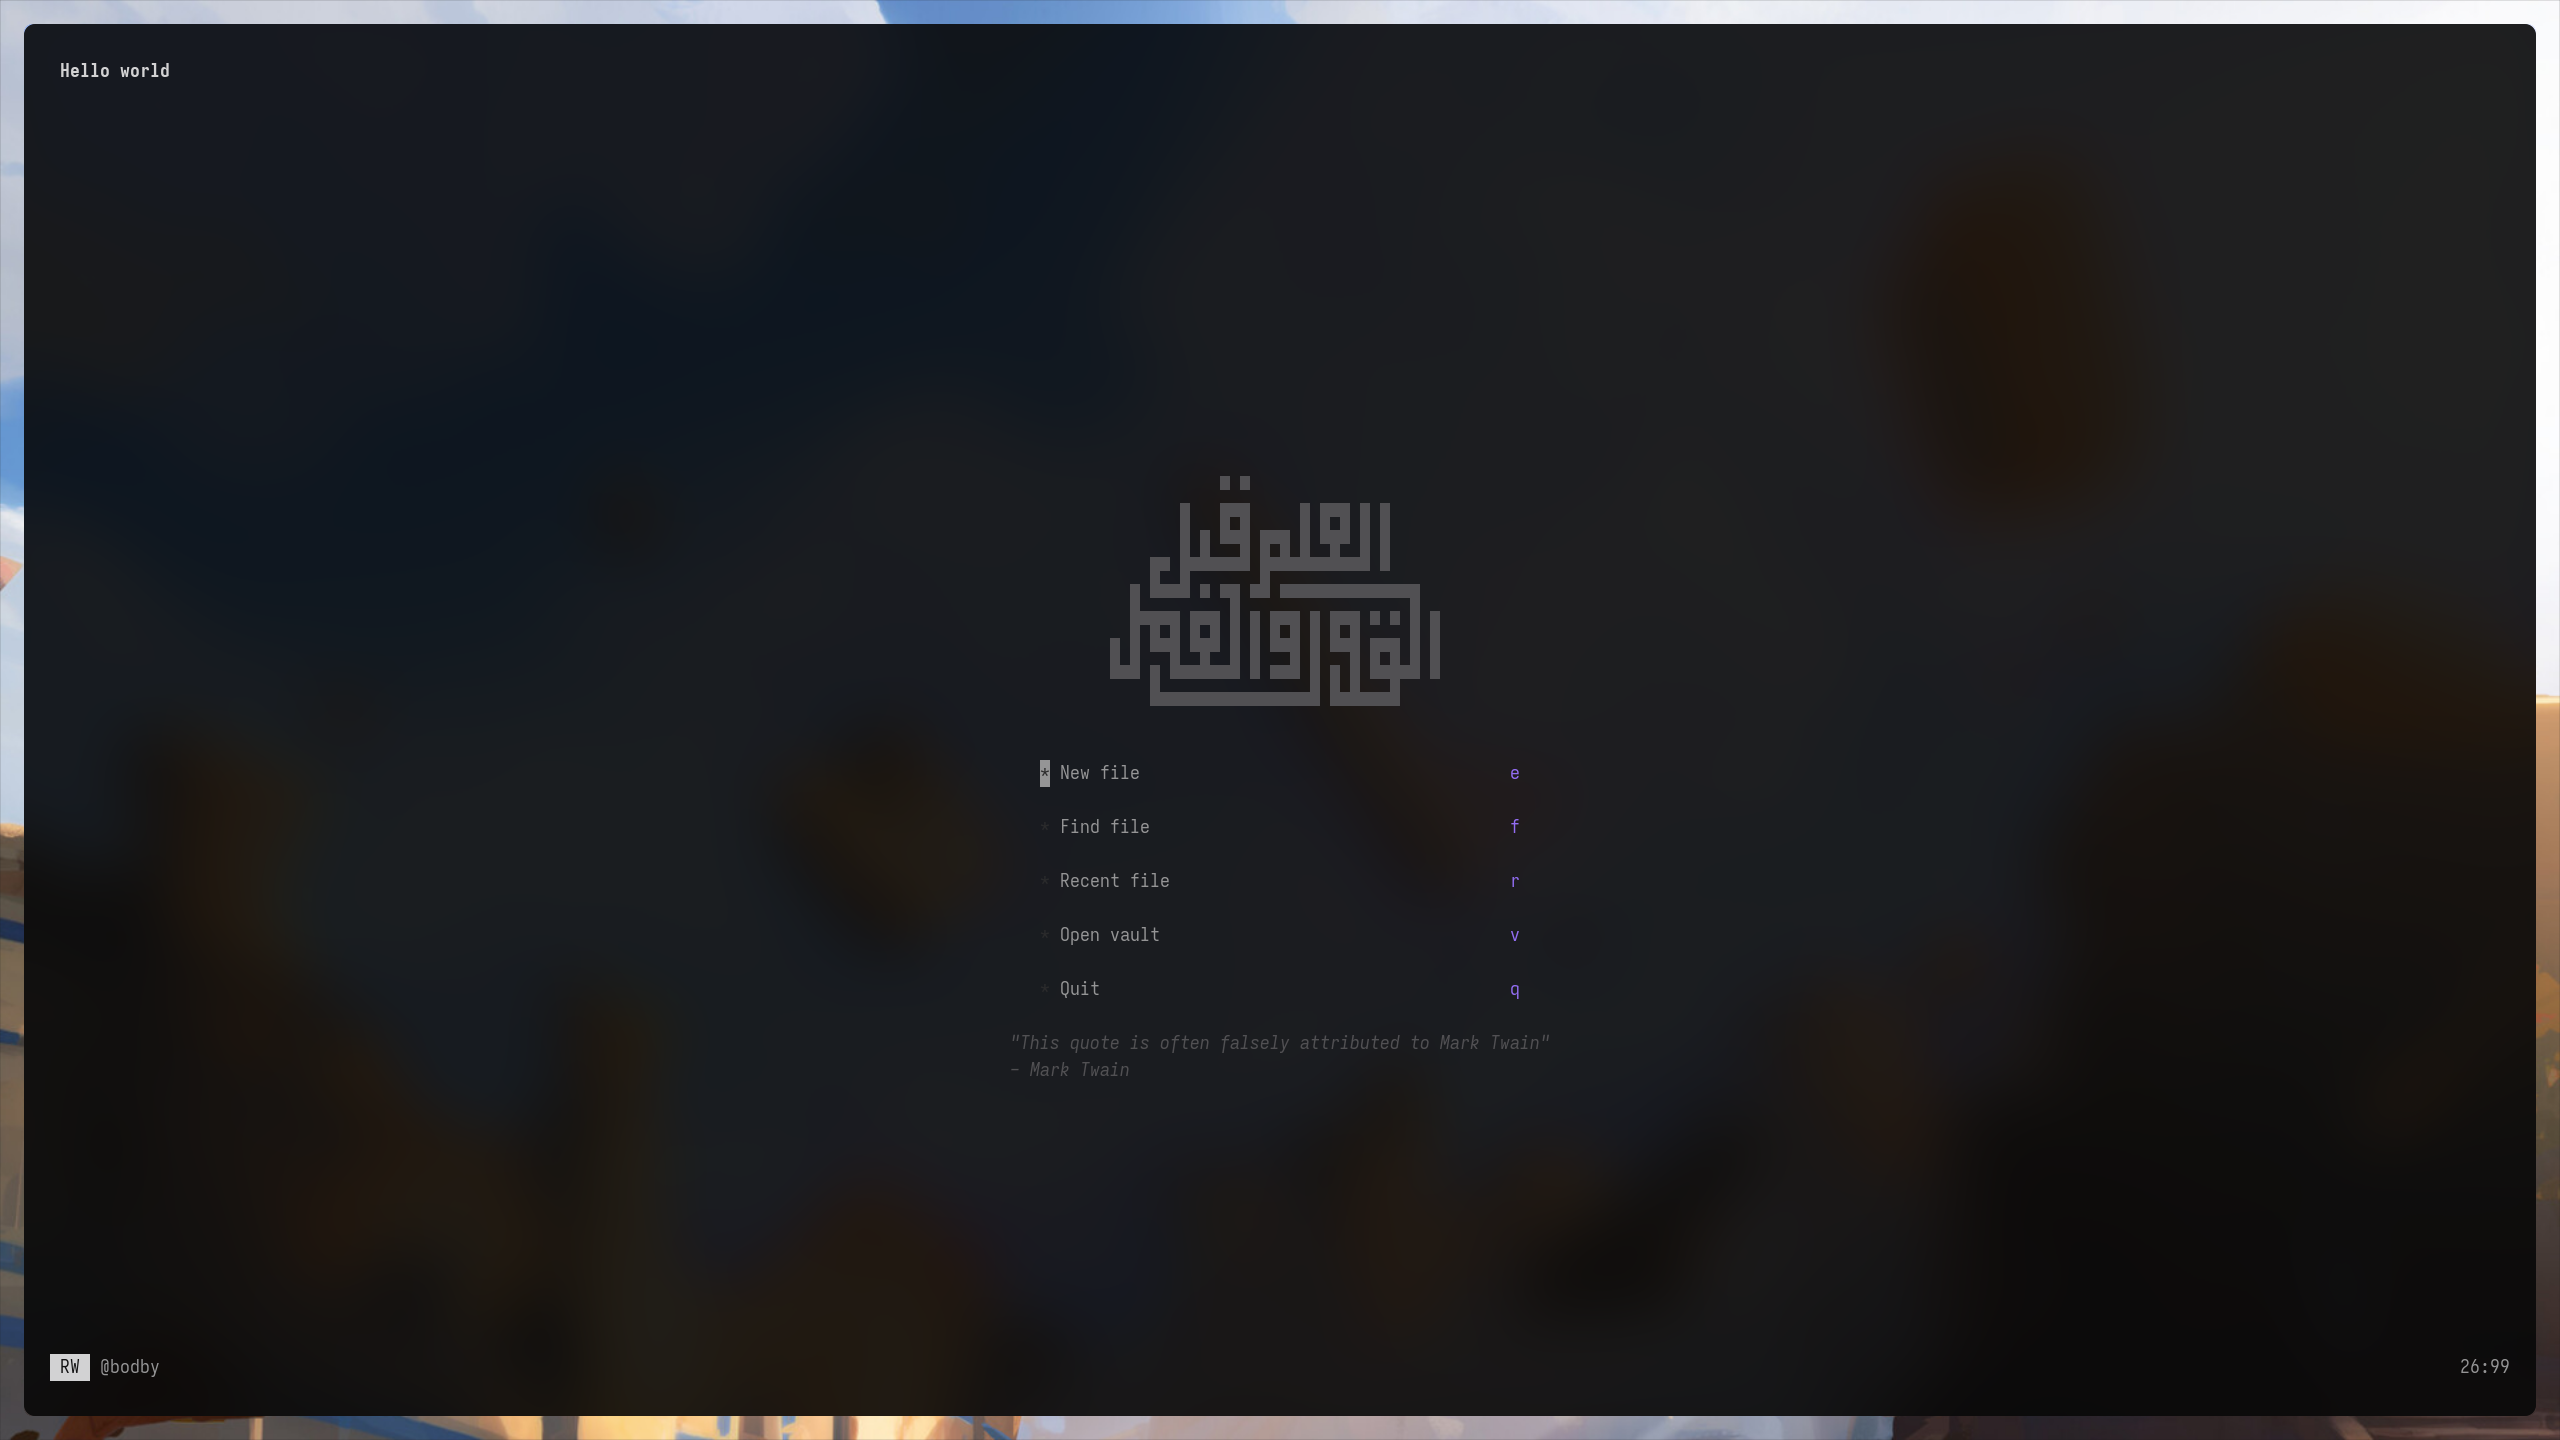 Hello world
العلم قبل
القول والعمل
* New file e
* Find file f
* Recent file r
* Open vault v
* Quit q
"This quote is often falsely attributed to Mark Twain"
- Mark Twain
RW @bodby 26:99